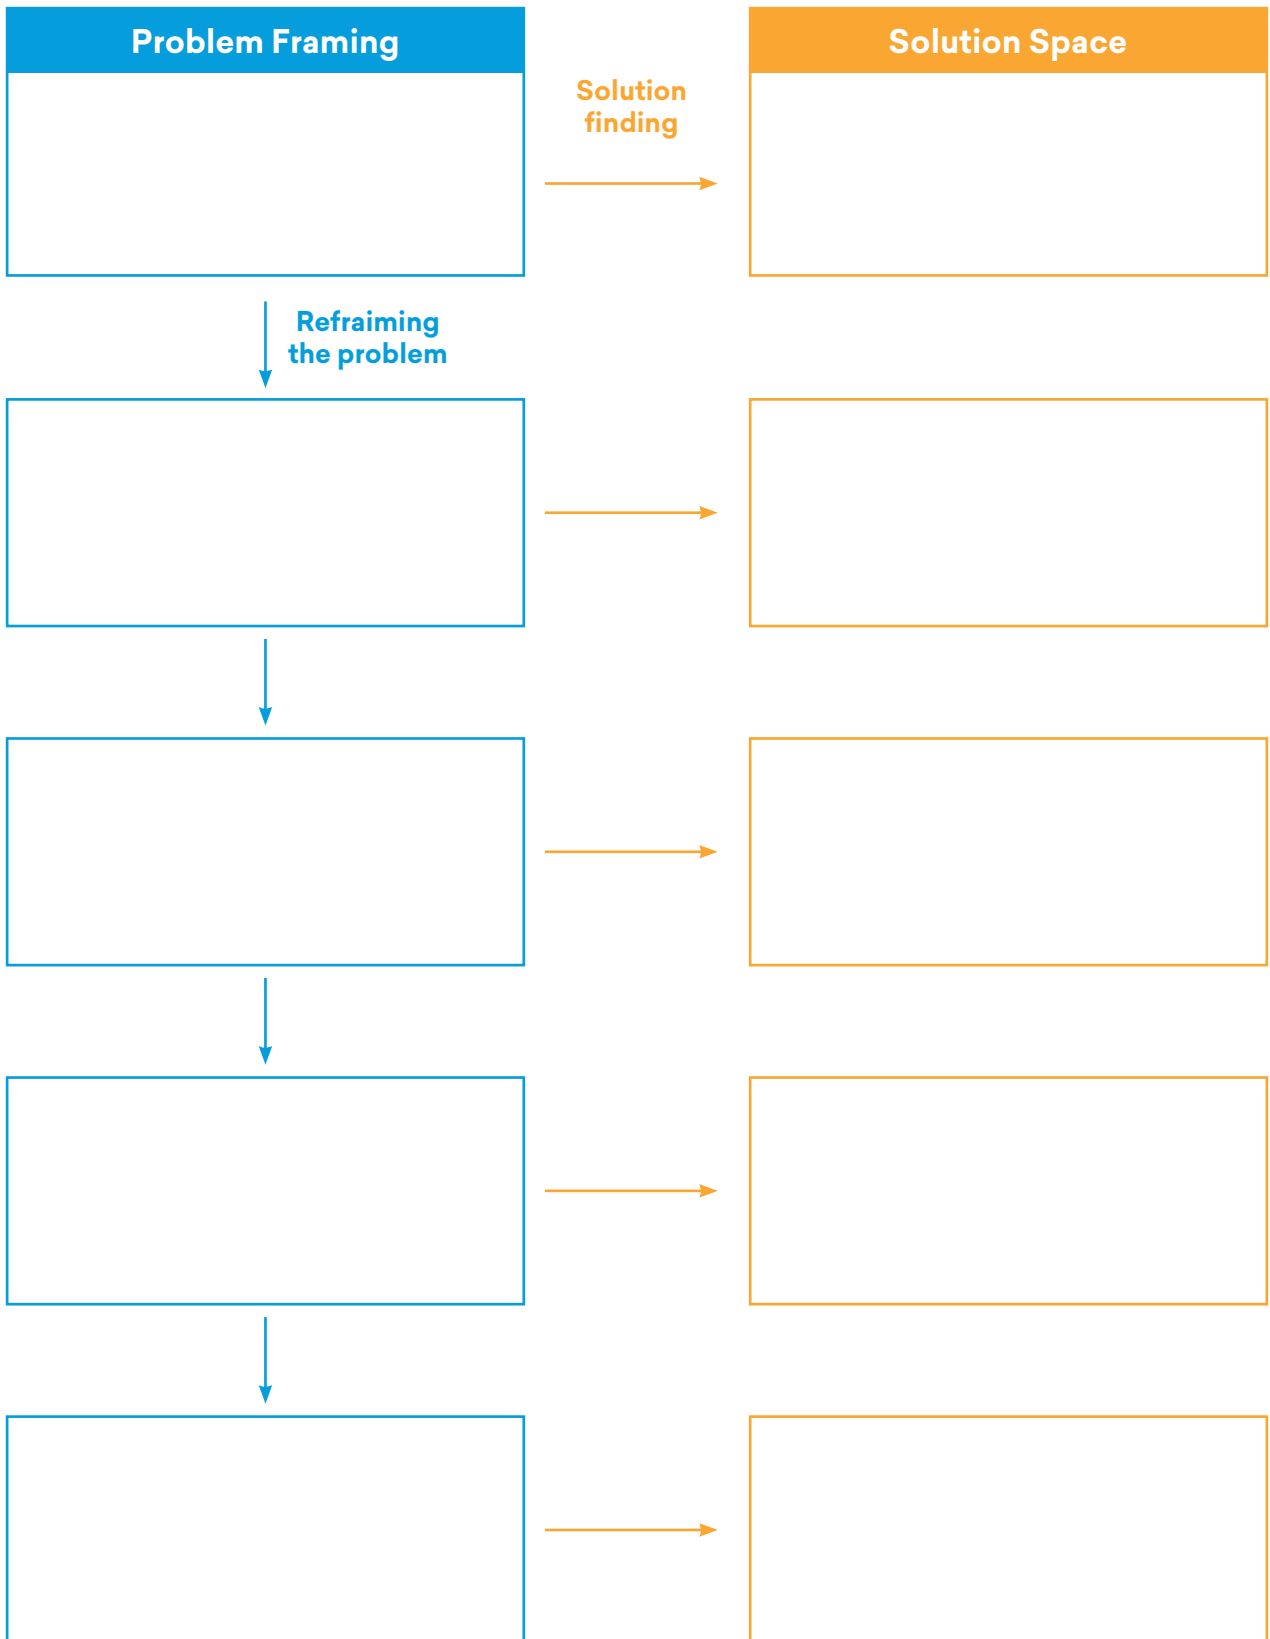 Problem Framing
Solution Space
Solution
finding
Refraiming
the problem